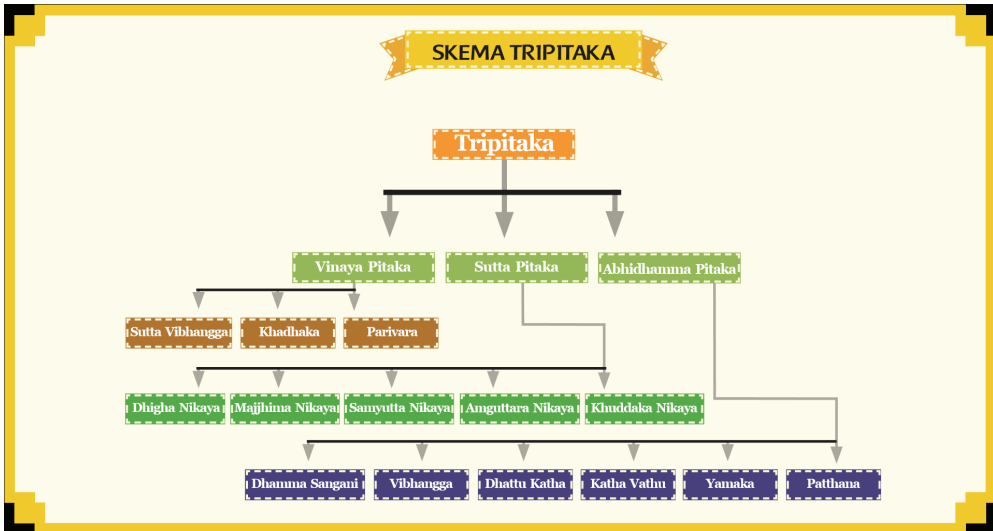 SKEMA TRIPITAKA
Tripitaka
Vinaya Pitaka
Sutta Pitaka
Abhidhamma Pitaka
Sutta Vibhangga
Khadhaka
Parivara
Dhigha Nikaya
Majjhima Nikaya
Samyutta Nikaya
Amguttara Nikaya
Khuddaka Nikaya
Dhamma Sangani
Vibhangga
Dhattu Katha
Katha Vathu
Yamaka
Patthana